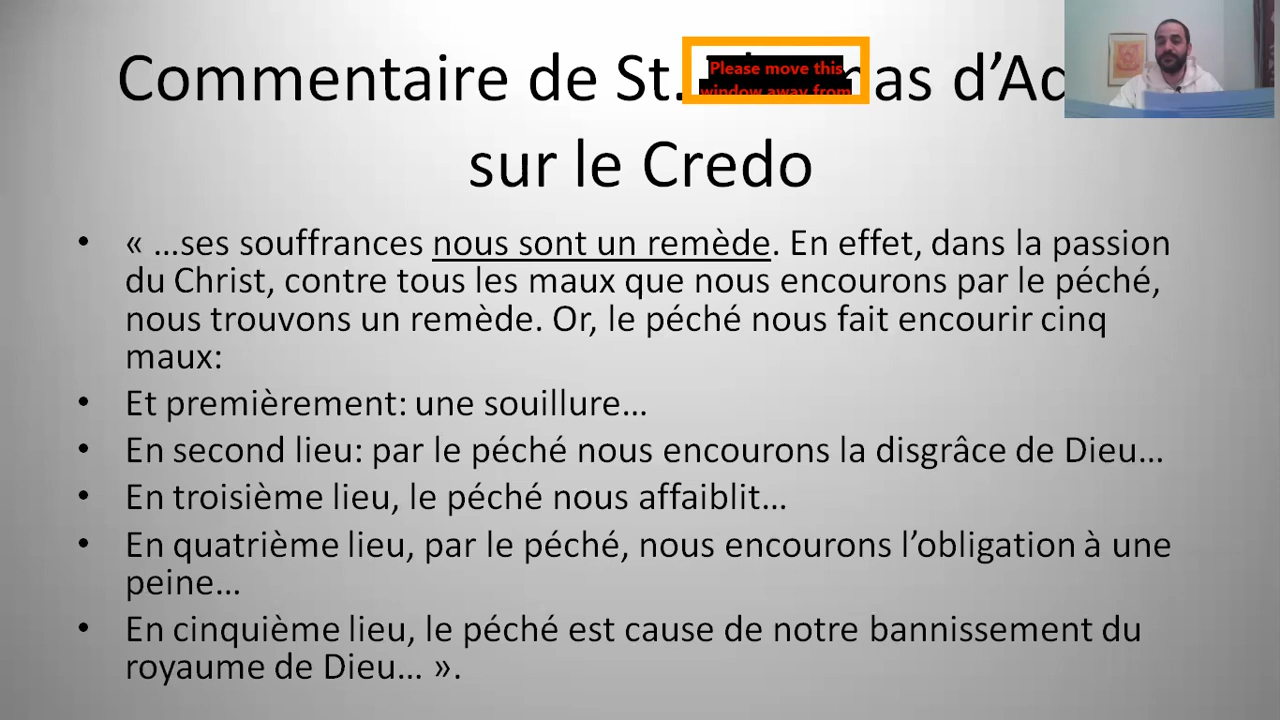 Commentaire de St. as d’A
Please move this
window away from
sur le Credo
• « …ses souffrances nous sont un remède. En effet, dans la passion
du Christ, contre tous les maux que nous encourons par le péché,
nous trouvons un remède. Or, le péché nous fait encourir cinq
maux:
• Et premièrement: une souillure…
• En second lieu: par le péché nous encourons la disgrâce de Dieu…
• En troisième lieu, le péché nous affaiblit…
• En quatrième lieu, par le péché, nous encourons l’obligation à une
peine…
• En cinquième lieu, le péché est cause de notre bannissement du
royaume de Dieu… ».